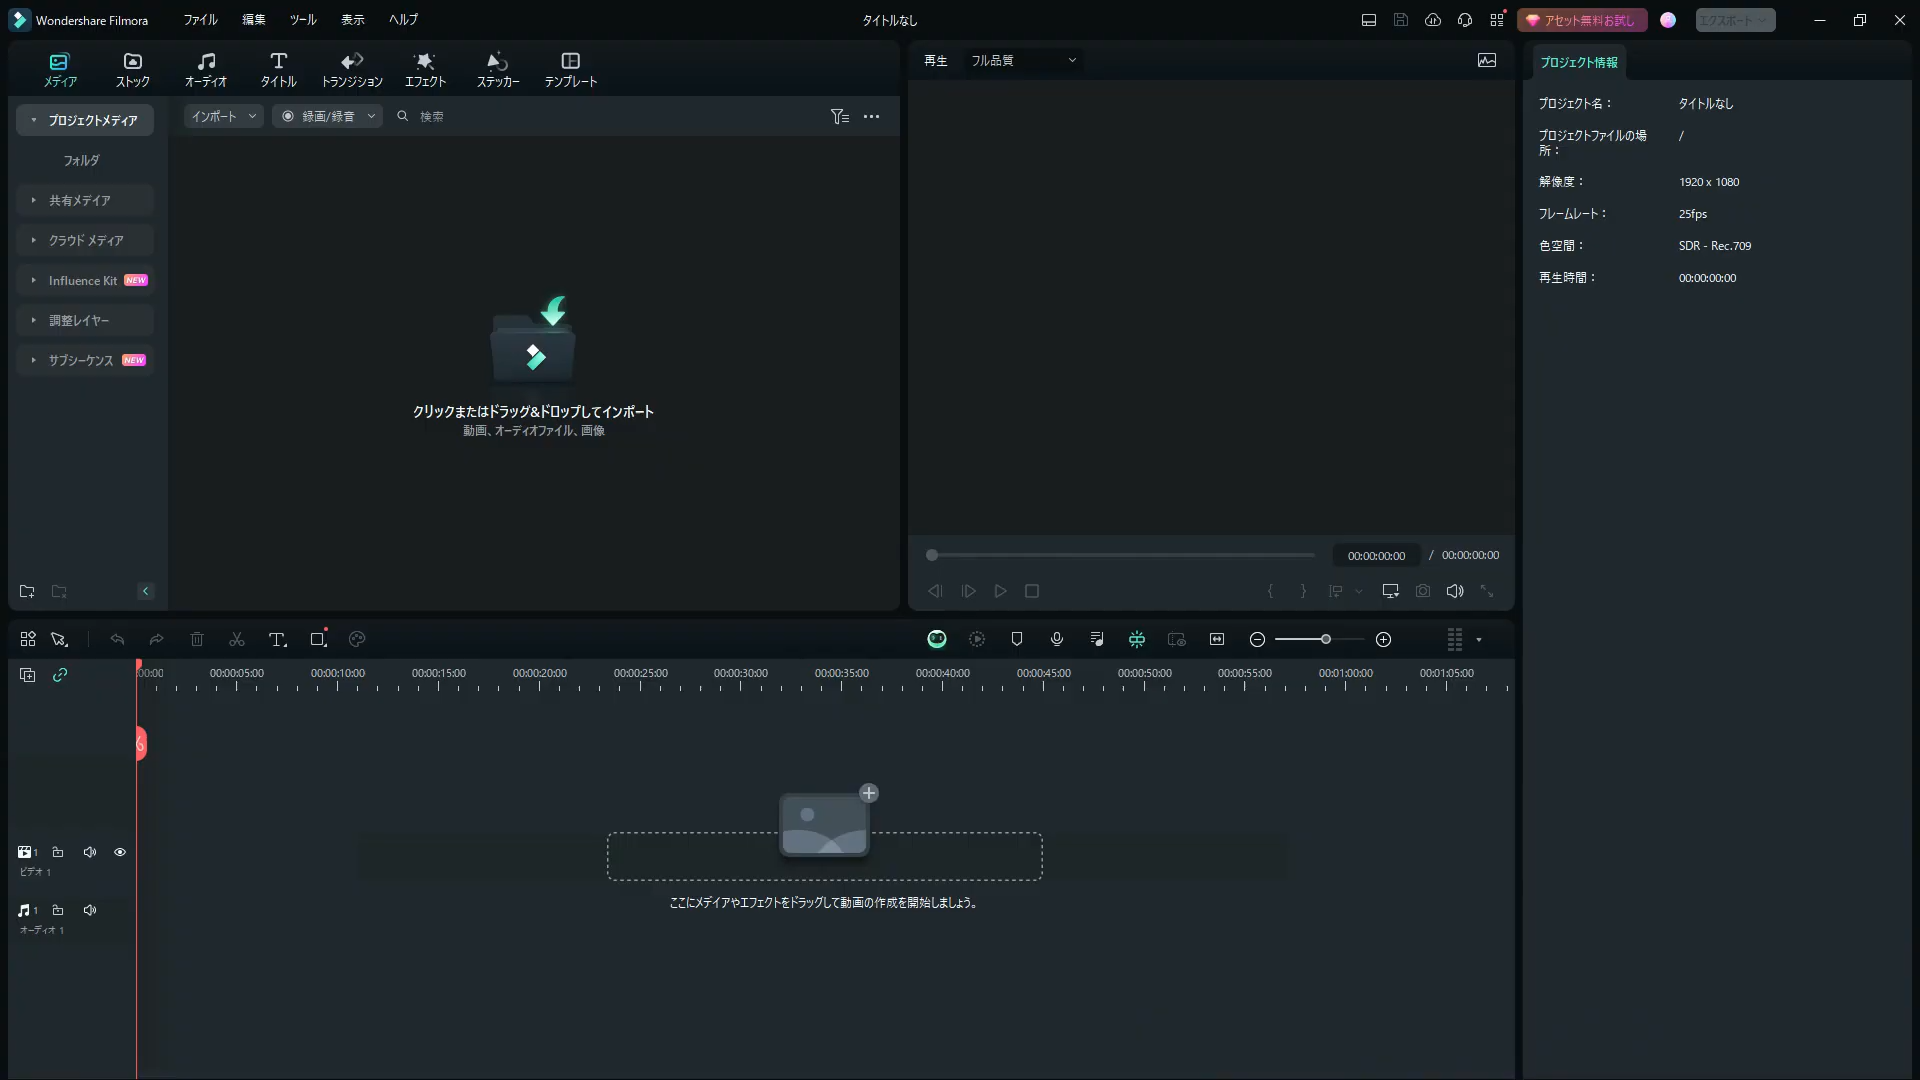 Wondershare Filmora
ファイル 編集 ツール 表示 ヘルプ
タイトルなし
アセット無料お試し
エクスポート
メディア ストック オーディオ タイトル トランジション エフェクト ステッカー テンプレート
プロジェクトメディア
フォルダ
共有メディア
クラウド メディア
Influence Kit NEW
調整レイヤー
サブシーケンス NEW
インポート 録画/録音 検索
クリックまたはドラッグ&ドロップしてインポート
動画、オーディオファイル、画像
再生 フル品質
00:00:00:00 / 00:00:00:00
プロジェクト情報
プロジェクト名： タイトルなし
プロジェクトファイルの場所： /
解像度： 1920 x 1080
フレームレート： 25fps
色空間： SDR - Rec.709
再生時間： 00:00:00:00
:00:00 00:00:05:00 00:00:10:00 00:00:15:00 00:00:20:00 00:00:25:00 00:00:30:00 00:00:35:00 00:00:40:00 00:00:45:00 00:00:50:00 00:00:55:00 00:01:00:00 00:01:05:00
1
ビデオ 1
1
オーディオ 1
ここにメディアやエフェクトをドラッグして動画の作成を開始しましょう。